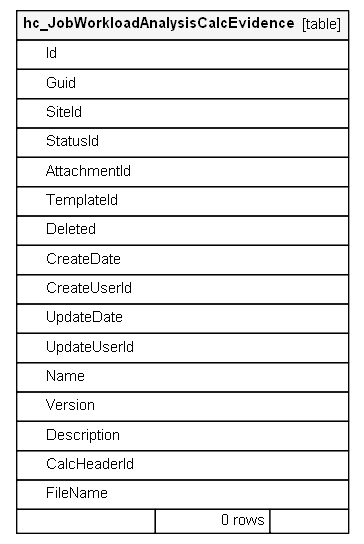 hc_JobWorkloadAnalysisCalcEvidence [table]
Id
Guid
SiteId
StatusId
AttachmentId
TemplateId
Deleted
CreateDate
CreateUserId
UpdateDate
UpdateUserId
Name
Version
Description
CalcHeaderId
FileName
0 rows